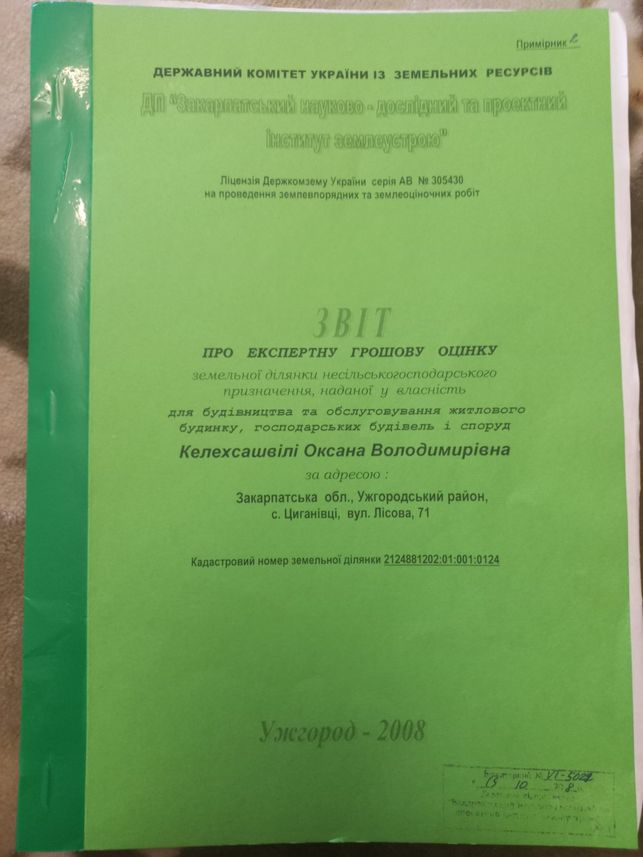 Примірник 2
ДЕРЖАВНИЙ КОМІТЕТ УКРАЇНИ ІЗ ЗЕМЕЛЬНИХ РЕСУРСІВ
ДП "Закарпатський науково - дослідний та проектний
інститут землеустрою"
Ліцензія Держкомзему України серія АВ № 305430
на проведення землевпорядних та землеоціночних робіт
ЗВІТ
ПРО ЕКСПЕРТНУ ГРОШОВУ ОЦІНКУ
земельної ділянки несільськогосподарського
призначення, наданої у власність
для будівництва та обслуговування житлового
будинку, господарських будівель і споруд
Келехсашвілі Оксана Володимирівна
за адресою :
Закарпатська обл., Ужгородський район,
с. Циганівці, вул. Лісова, 71
Кадастровий номер земельної ділянки 2124881202:01:001:0124
Ужгород - 2008